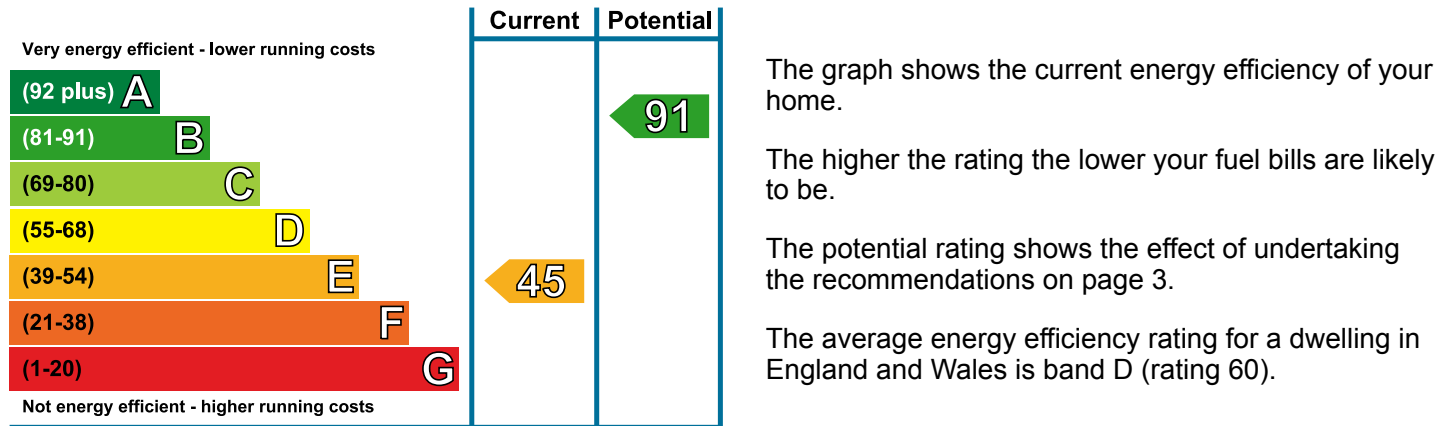 Current Potential
Very energy efficient - lower running costs
(92 plus) A
91
(81-91) B
(69-80) C
(55-68) D
(39-54) E
45
(21-38) F
(1-20) G
Not energy efficient - higher running costs
The graph shows the current energy efficiency of your
home.
The higher the rating the lower your fuel bills are likely
to be.
The potential rating shows the effect of undertaking
the recommendations on page 3.
The average energy efficiency rating for a dwelling in
England and Wales is band D (rating 60).